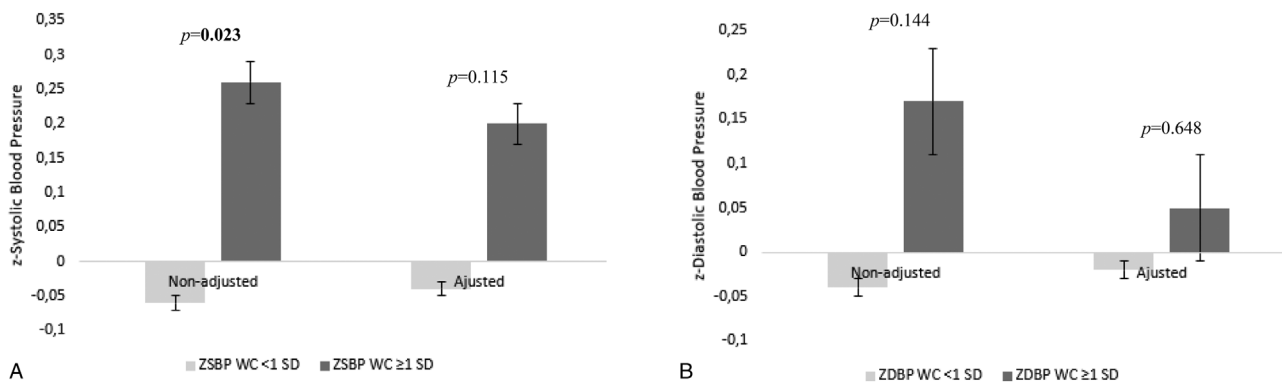 0,35
p=0.023
0,3
0,25
p=0.115
0,2
0,15
0,1
0,05
0
-0,05
-0,1
z-Systolic Blood Pressure
Non-adjusted
Ajusted
ZSBP WC <1 SD
ZSBP WC ≥1 SD
A
p=0.144
0,25
0,2
0,15
p=0.648
0,1
0,05
0
-0,05
-0,1
z-Diastolic Blood Pressure
Non-adjusted
Ajusted
ZDBP WC <1 SD
ZDBP WC ≥1 SD
B